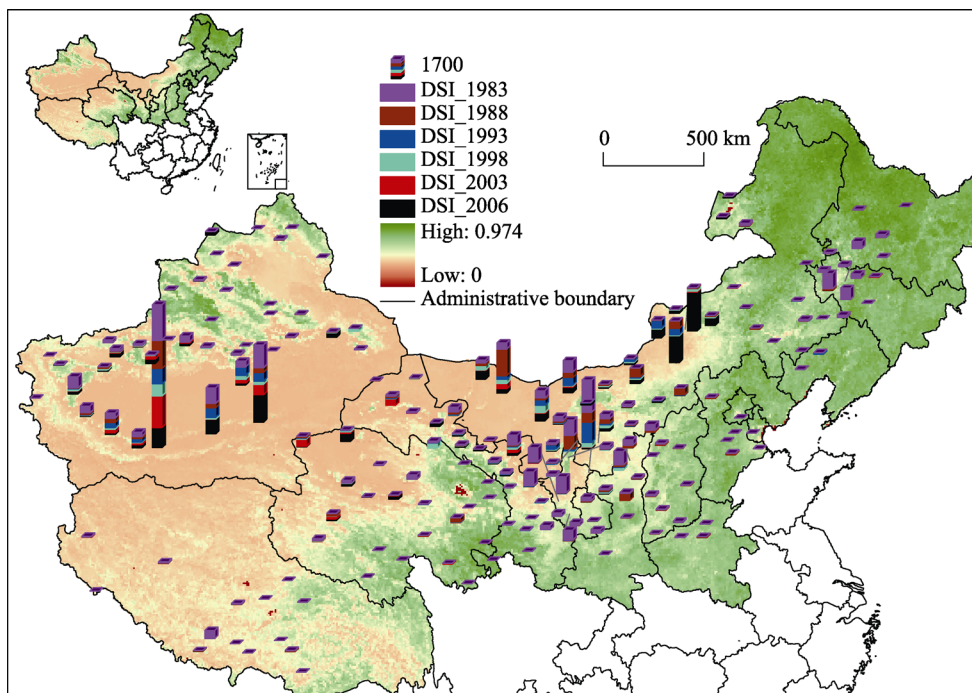 1700
DSI_1983
DSI_1988
DSI_1993
DSI_1998
DSI_2003
DSI_2006
High: 0.974
Low: 0
Administrative boundary
0 500 km